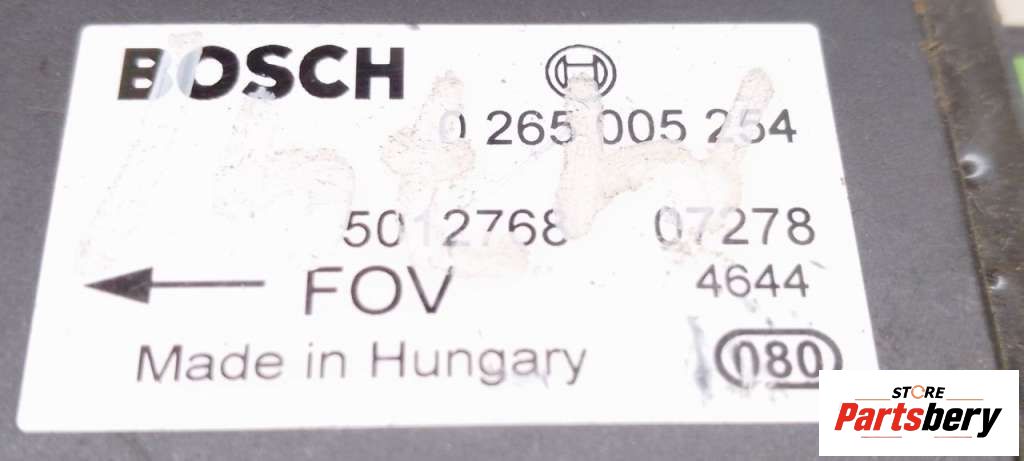 BOSCH
0 265 005 254
5012768 07278
FOV 4644
Made in Hungary 080
STORE
Partsbery